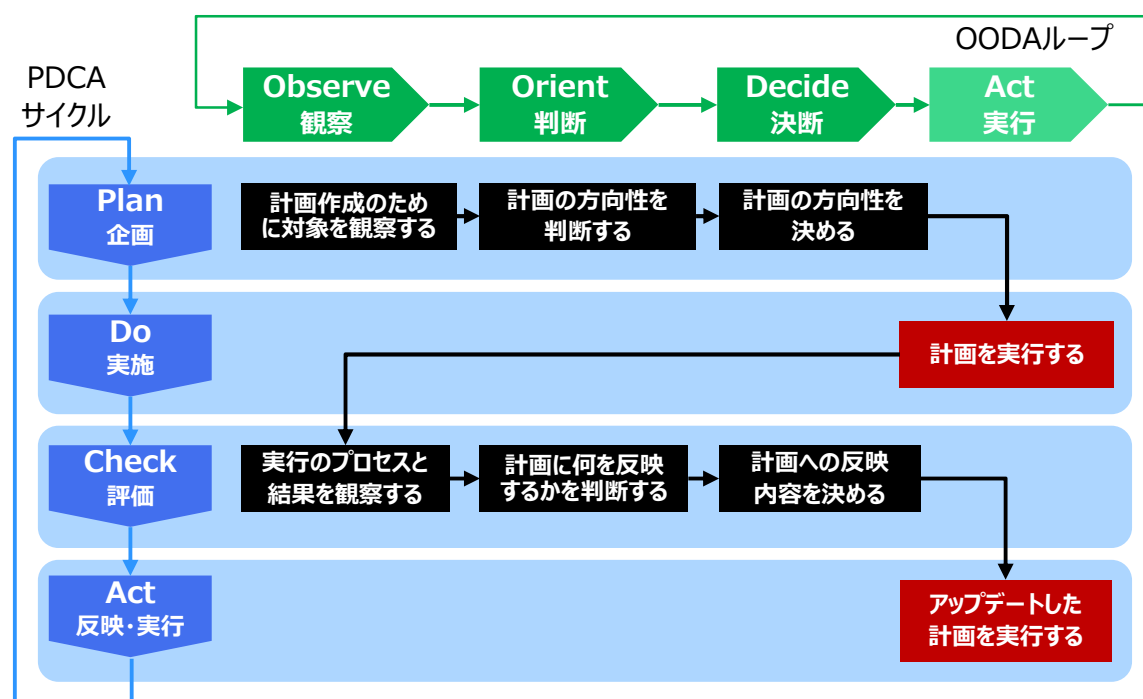 OODAループ
PDCA
サイクル
Observe
観察
Orient
判断
Decide
決断
Act
実行
Plan
企画
計画作成のため
に対象を観察する
計画の方向性を
判断する
計画の方向性を
決める
Do
実施
計画を実行する
Check
評価
実行のプロセスと
結果を観察する
計画に何を反映
するかを判断する
計画への反映
内容を決める
Act
反映・実行
アップデートした
計画を実行する